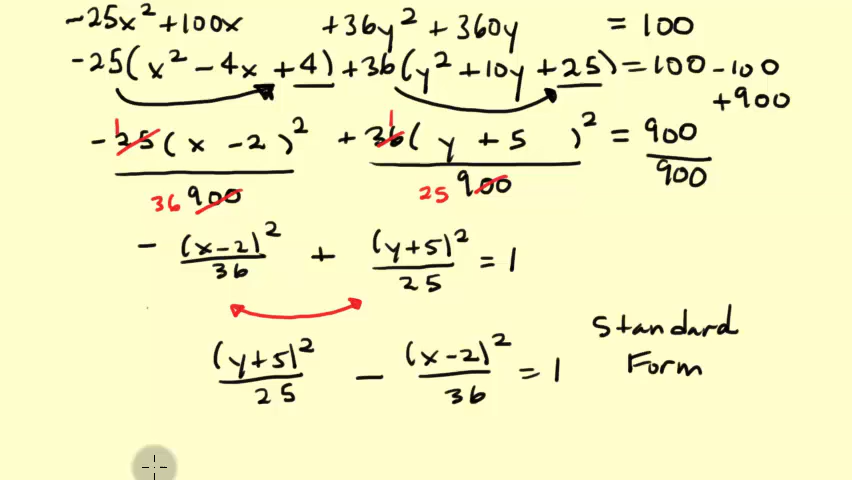 -25x² + 100x + 36y² + 360y = 100
-25(x² - 4x + 4) + 36(y² + 10y + 25) = 100 - 100
+ 900
1 1
-25(x - 2)² + 36(y + 5)² = 900
36 900 25 900 900
- (x-2)²/36 + (y+5)²/25 = 1
Standard
Form
(y+5)²/25 - (x-2)²/36 = 1